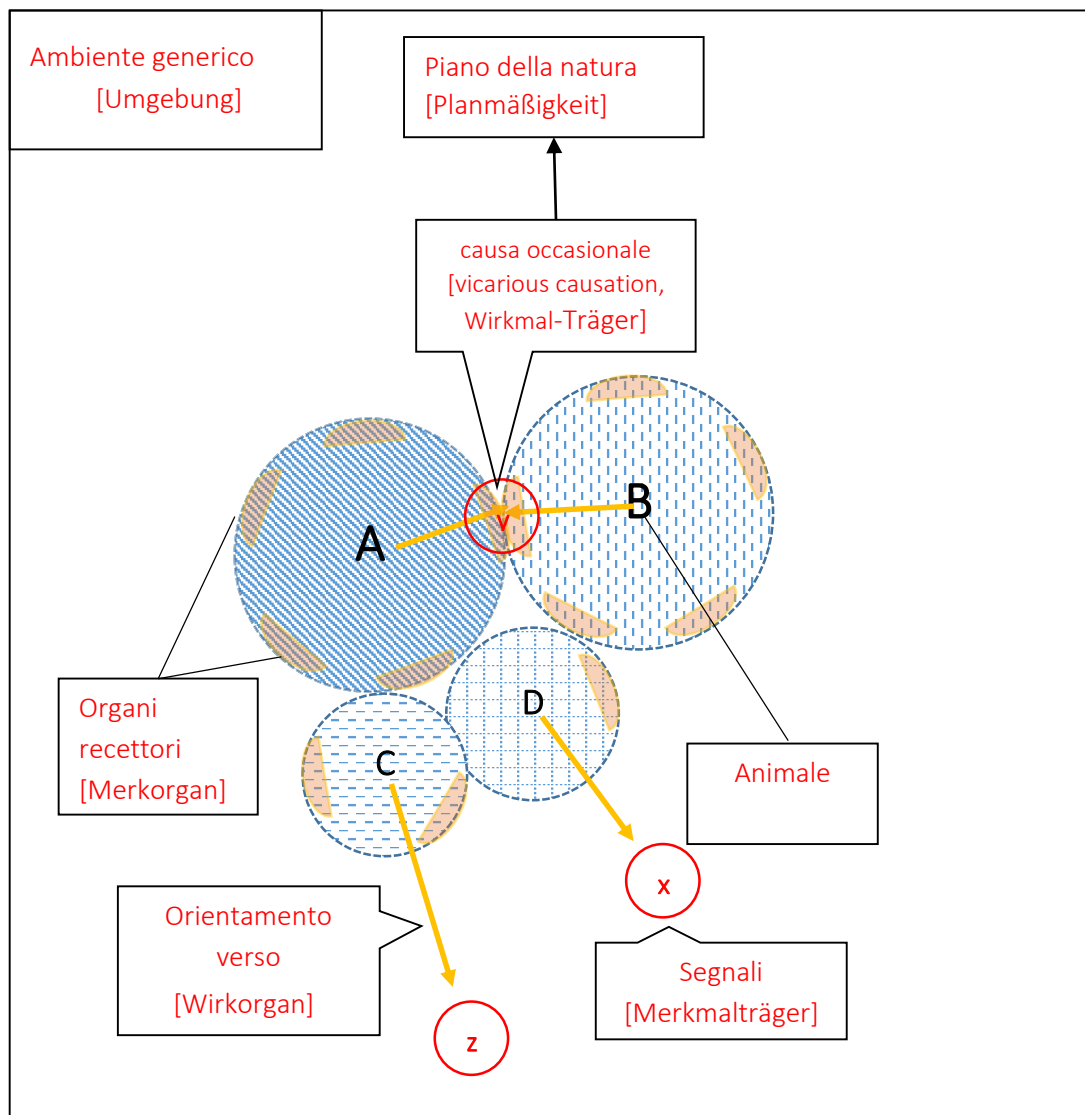 Ambiente generico
[Umgebung]
Piano della natura
[Planmäßigkeit]
causa occasionale
[vicarious causation,
Wirkmal-Träger]
A
B
y
D
C
Organi
recettori
[Merkorgan]
Animale
x
Orientamento
verso
[Wirkorgan]
Segnali
[Merkmalträger]
z